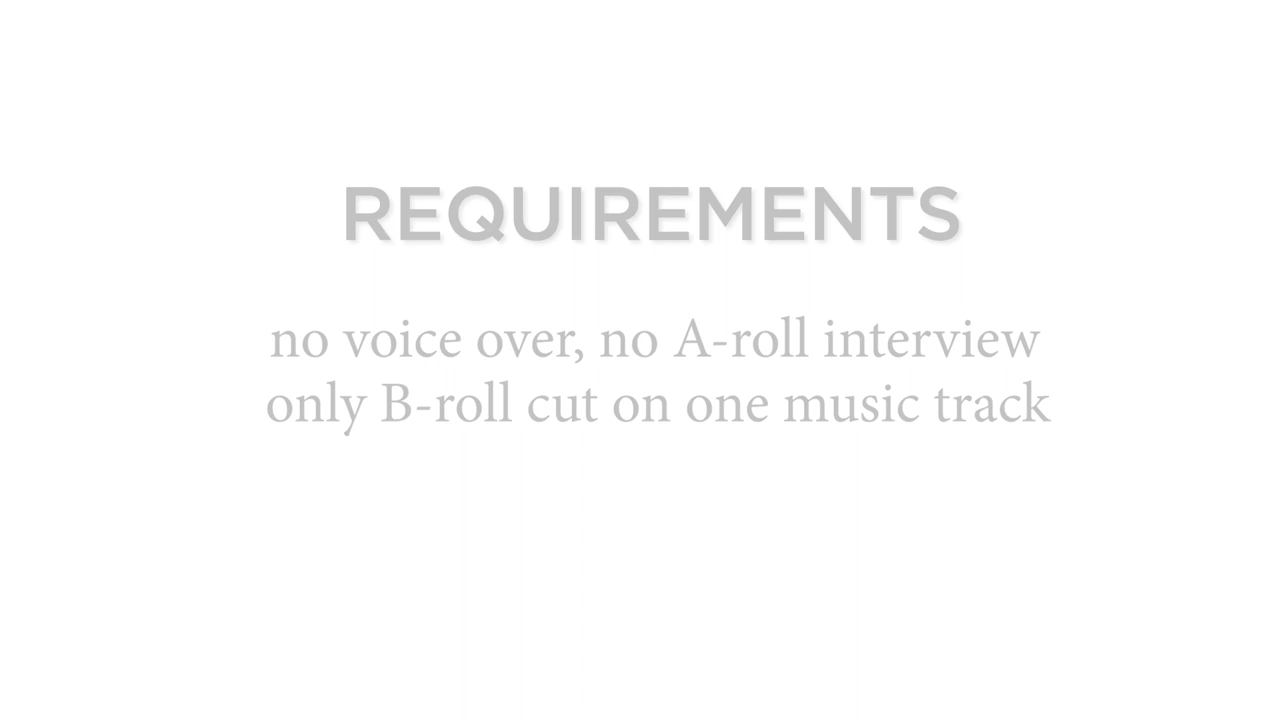 REQUIREMENTS
no voice over, no A-roll interview
only B-roll cut on one music track